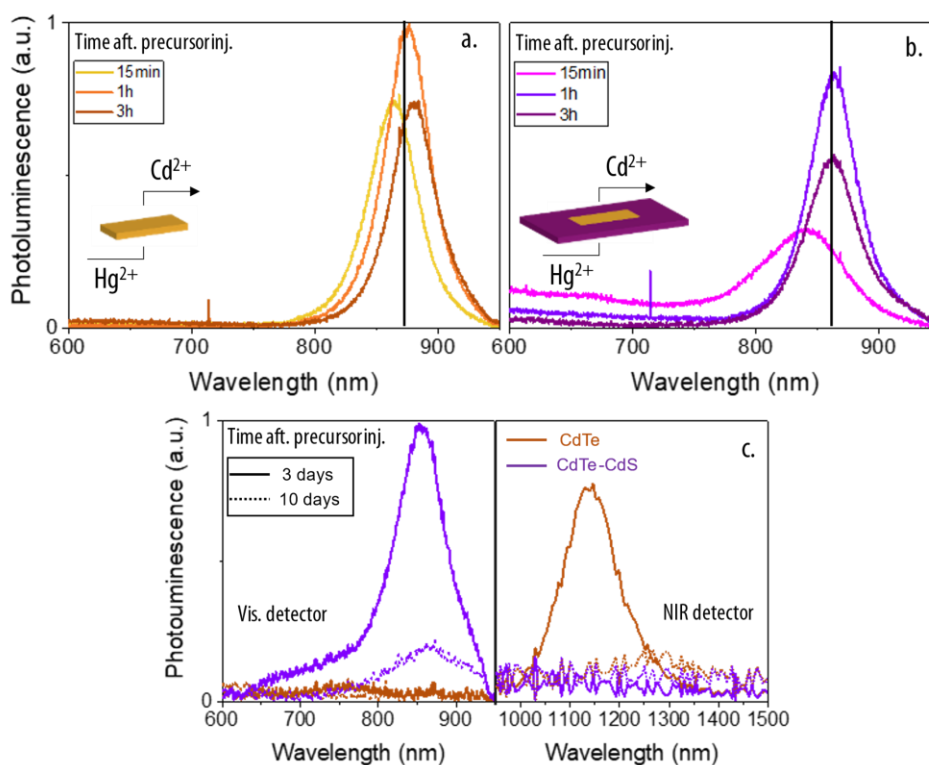 a.
Time aft. precursorinj.
15min
1h
3h
Cd²⁺
Hg²⁺
Photoluminescence (a.u.)
1
0
600
700
800
900
Wavelength (nm)
b.
Time aft. precursorinj.
15min
1h
3h
Cd²⁺
Hg²⁺
600
700
800
900
Wavelength (nm)
Time aft. precursorinj.
3 days
10 days
Vis. detector
Photouminescence (a.u.)
1
0
600
700
800
900
Wavelength (nm)
c.
CdTe
CdTe-CdS
NIR detector
1000
1100
1200
1300
1400
1500
Wavelength (nm)